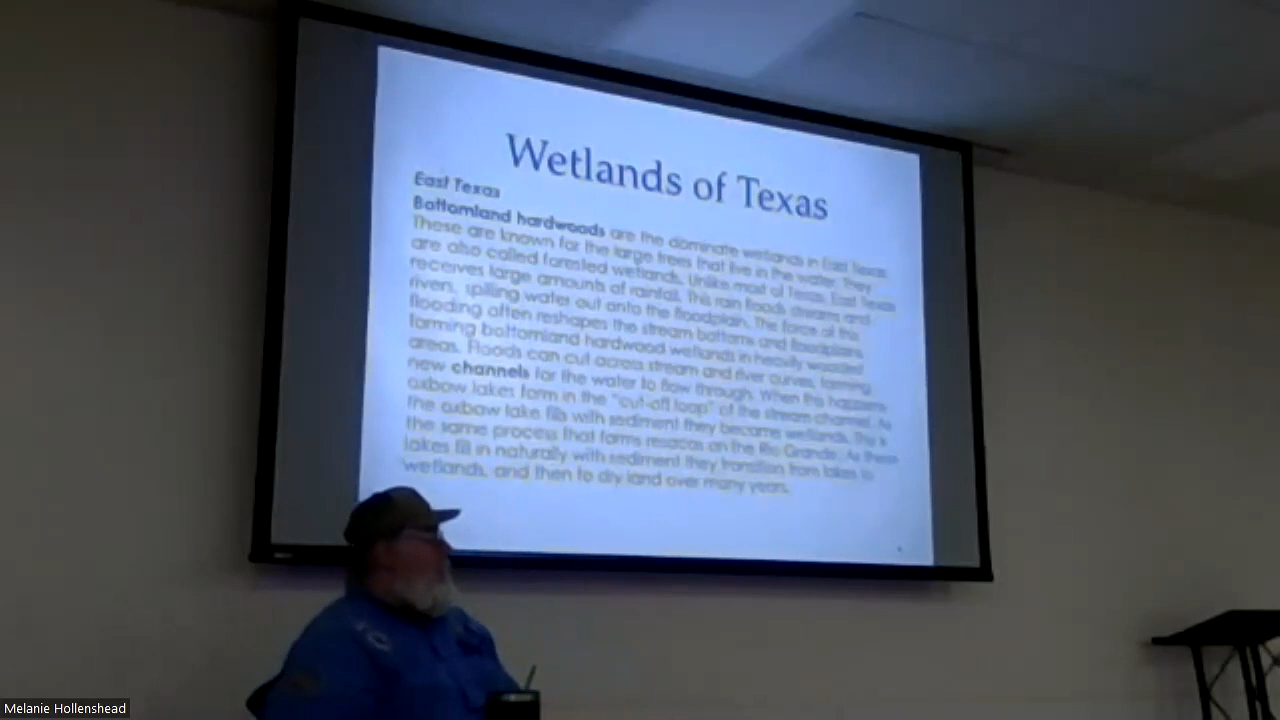 Wetlands of Texas
East Texas
Bottomland hardwoods are the dominate wetlands in East Texas.
These are known for the large trees that live in the water. They
are also called forested wetlands. Unlike most of Texas, East Texas
receives large amounts of rainfall. This rain floods streams and
rivers, spilling water out onto the floodplain. The force of this
flooding often reshapes the stream bottoms and floodplains
forming bottomland hardwood wetlands in heavily wooded
areas. Floods can cut across stream and river curves, forming
new channels for the water to flow through. When this happens
oxbow lakes form in the "cut-off loop" of the stream channel. As
the oxbow lake fills with sediment they become wetlands. This is
the same process that forms resacas on the Rio Grande. As these
lakes fill in naturally with sediment they transition from lakes to
wetlands, and then to dry land over many years.
Melanie Hollenshead